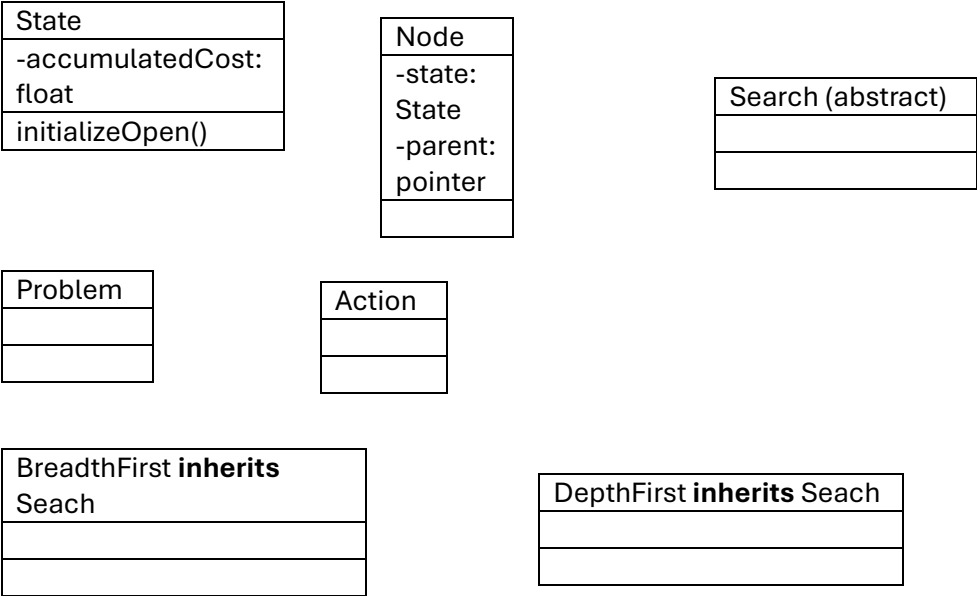 State
-accumulatedCost:
float
initializeOpen()
Node
-state:
State
-parent:
pointer
Search (abstract)
Problem
Action
BreadthFirst inherits
Seach
DepthFirst inherits Seach